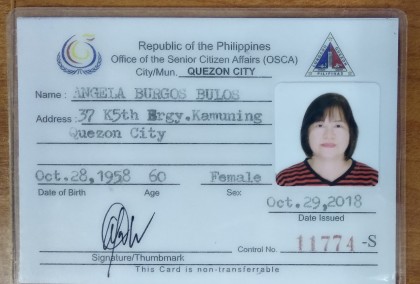 Republic of the Philippines
Office of the Senior Citizen Affairs (OSCA)
City/Mun. QUEZON CITY
Name : ANGELA BURGOS BULOS
Address : 37 K5th Brgy.Kamuning
Quezon City
Oct.28,1958 60 Female
Date of Birth Age Sex
Oct.29,2018
Date Issued
Signature/Thumbmark
Control No. 11774 -S
This Card is non-transferrable